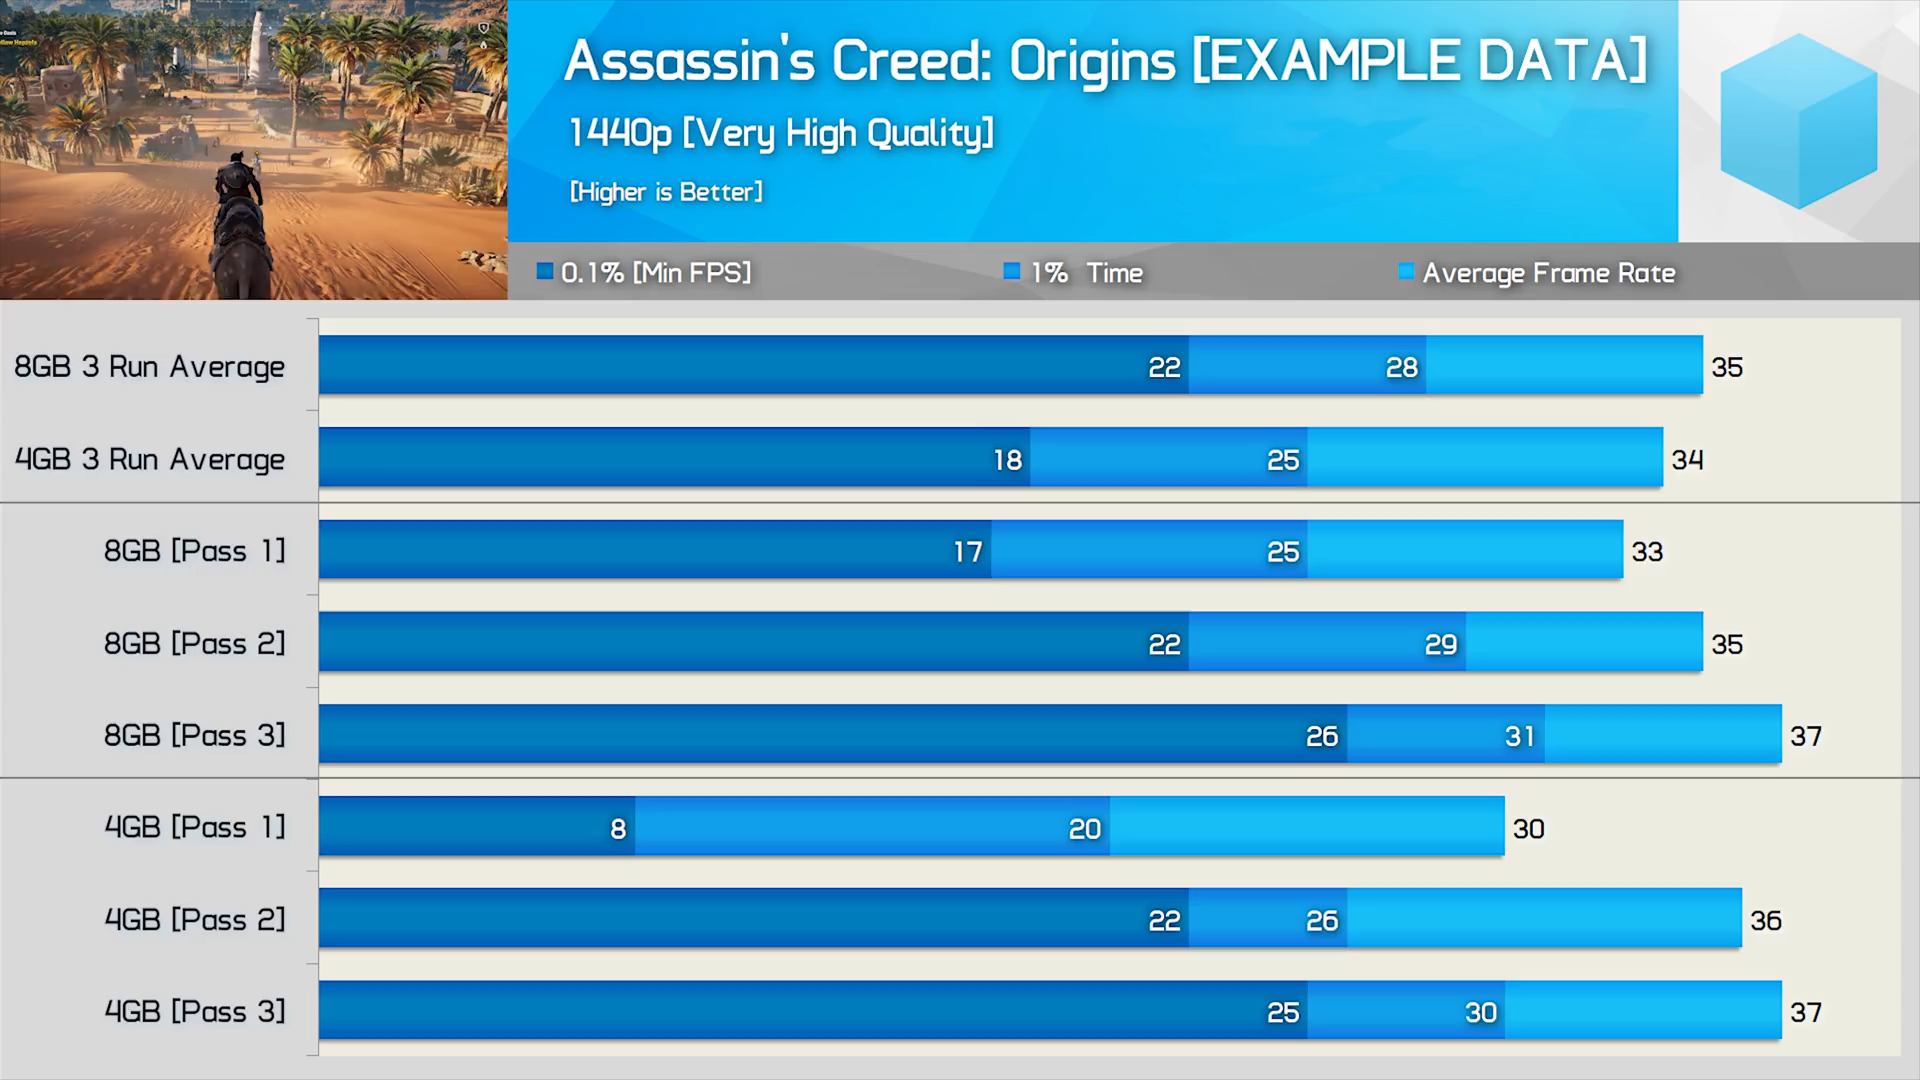 Assassin's Creed: Origins [EXAMPLE DATA]
1440p [Very High Quality]
[Higher is Better]
0.1% [Min FPS]
1% Time
Average Frame Rate
8GB 3 Run Average 22 28 35
4GB 3 Run Average 18 25 34
8GB [Pass 1] 17 25 33
8GB [Pass 2] 22 29 35
8GB [Pass 3] 26 31 37
4GB [Pass 1] 8 20 30
4GB [Pass 2] 22 26 36
4GB [Pass 3] 25 30 37